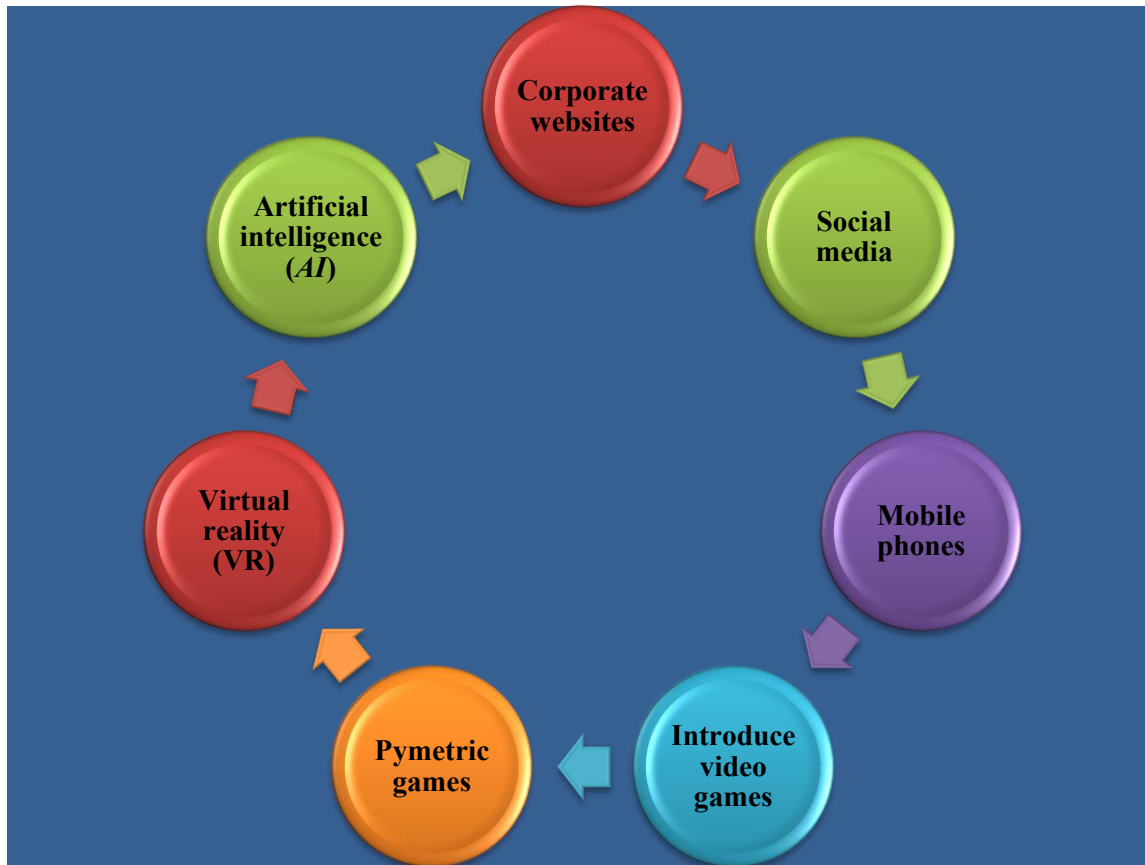 Corporate
websites
Social
media
Mobile
phones
Introduce
video
games
Pymetric
games
Virtual
reality
(VR)
Artificial
intelligence
(AI)